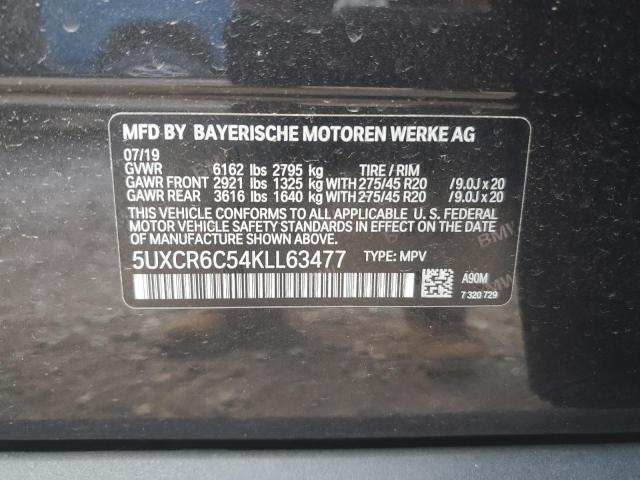 MFD BY BAYERISCHE MOTOREN WERKE AG
07/19
GVWR 6162 lbs 2795 kg TIRE / RIM
GAWR FRONT 2921 lbs 1325 kg WITH 275/45 R20 /9.0J x 20
GAWR REAR 3616 lbs 1640 kg WITH 275/45 R20 /9.0J x 20
THIS VEHICLE CONFORMS TO ALL APPLICABLE U. S. FEDERAL
MOTOR VEHICLE SAFETY STANDARDS IN EFFECT ON THE DATE
OF MANUFACTURE SHOWN ABOVE.
5UXCR6C54KLL63477 TYPE: MPV
A90M
7 320 729
BMW
BMW